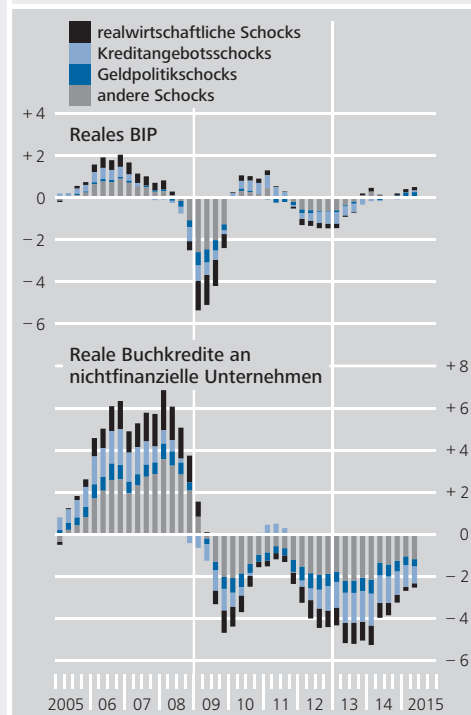 realwirtschaftliche Schocks
Kreditangebotsschocks
Geldpolitikschocks
andere Schocks
+ 4
Reales BIP
+ 2
0
− 2
− 4
− 6
Reale Buchkredite an
nichtfinanzielle Unternehmen
+ 8
+ 6
+ 4
+ 2
0
− 2
− 4
− 6
2005 06 07 08 09 10 11 12 13 14 2015